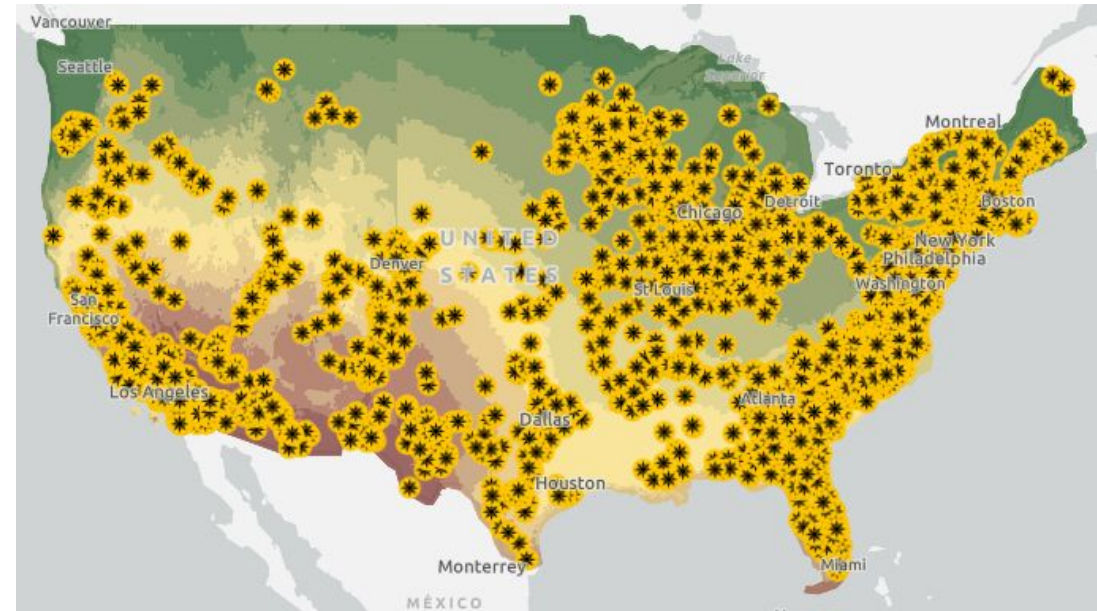 Vancouver
Seattle
Lake
Superior
Montreal
Toronto
Boston
Detroit
Chicago
New York
Philadelphia
UNITED
STATES
Denver
Washington
St Louis
San
Francisco
Los Angeles
Atlanta
Dallas
Houston
Monterrey
Miami
MÉXICO